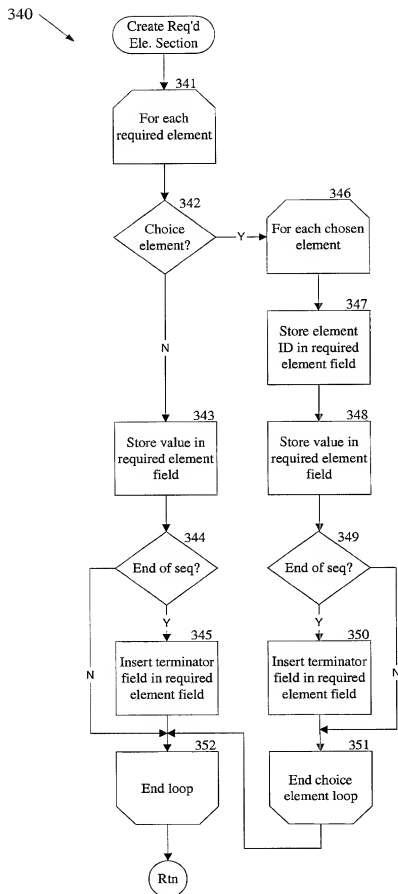 340
Create Req'd
Ele. Section
341
For each
required element
342
Choice
element?
Y
346
For each chosen
element
347
Store element
ID in required
element field
N
343
Store value in
required element
field
348
Store value in
required element
field
344
End of seq?
349
End of seq?
Y
Y
345
Insert terminator
field in required
element field
350
Insert terminator
field in required
element field
N
N
352
End loop
351
End choice
element loop
Rtn